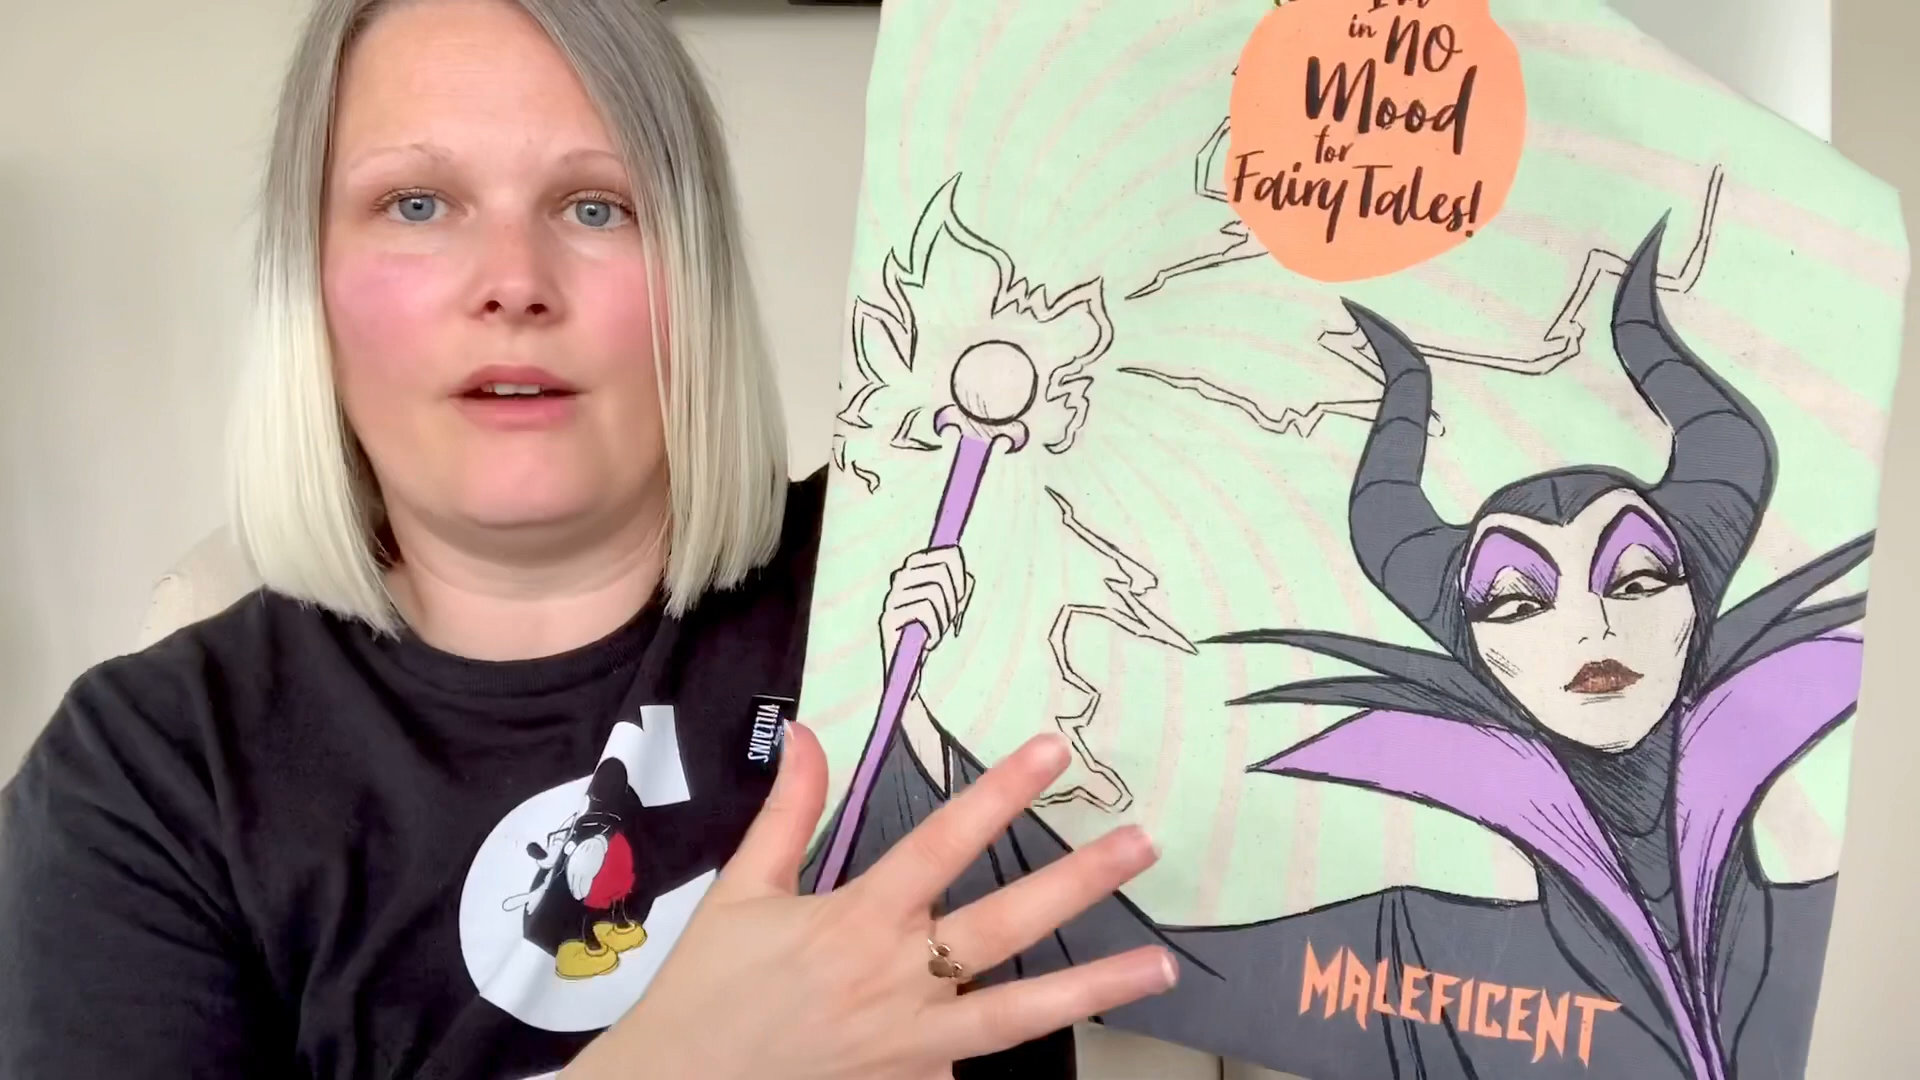 I'm
in NO
Mood
for
Fairy Tales!
VILLAINS
MALEFICENT